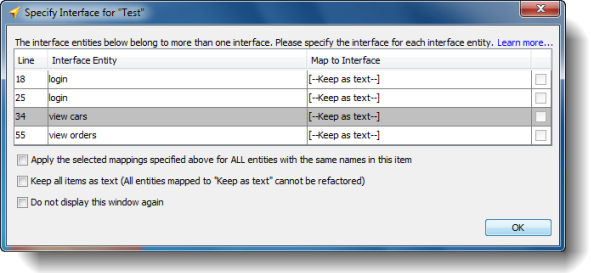 Specify Interface for "Test"
The interface entities below belong to more than one interface. Please specify the interface for each interface entity. Learn more...
Line Interface Entity Map to Interface
18 login [--Keep as text--]
25 login [--Keep as text--]
34 view cars [--Keep as text--]
55 view orders [--Keep as text--]
Apply the selected mappings specified above for ALL entities with the same names in this item
Keep all items as text (All entities mapped to "Keep as text" cannot be refactored)
Do not display this window again
OK